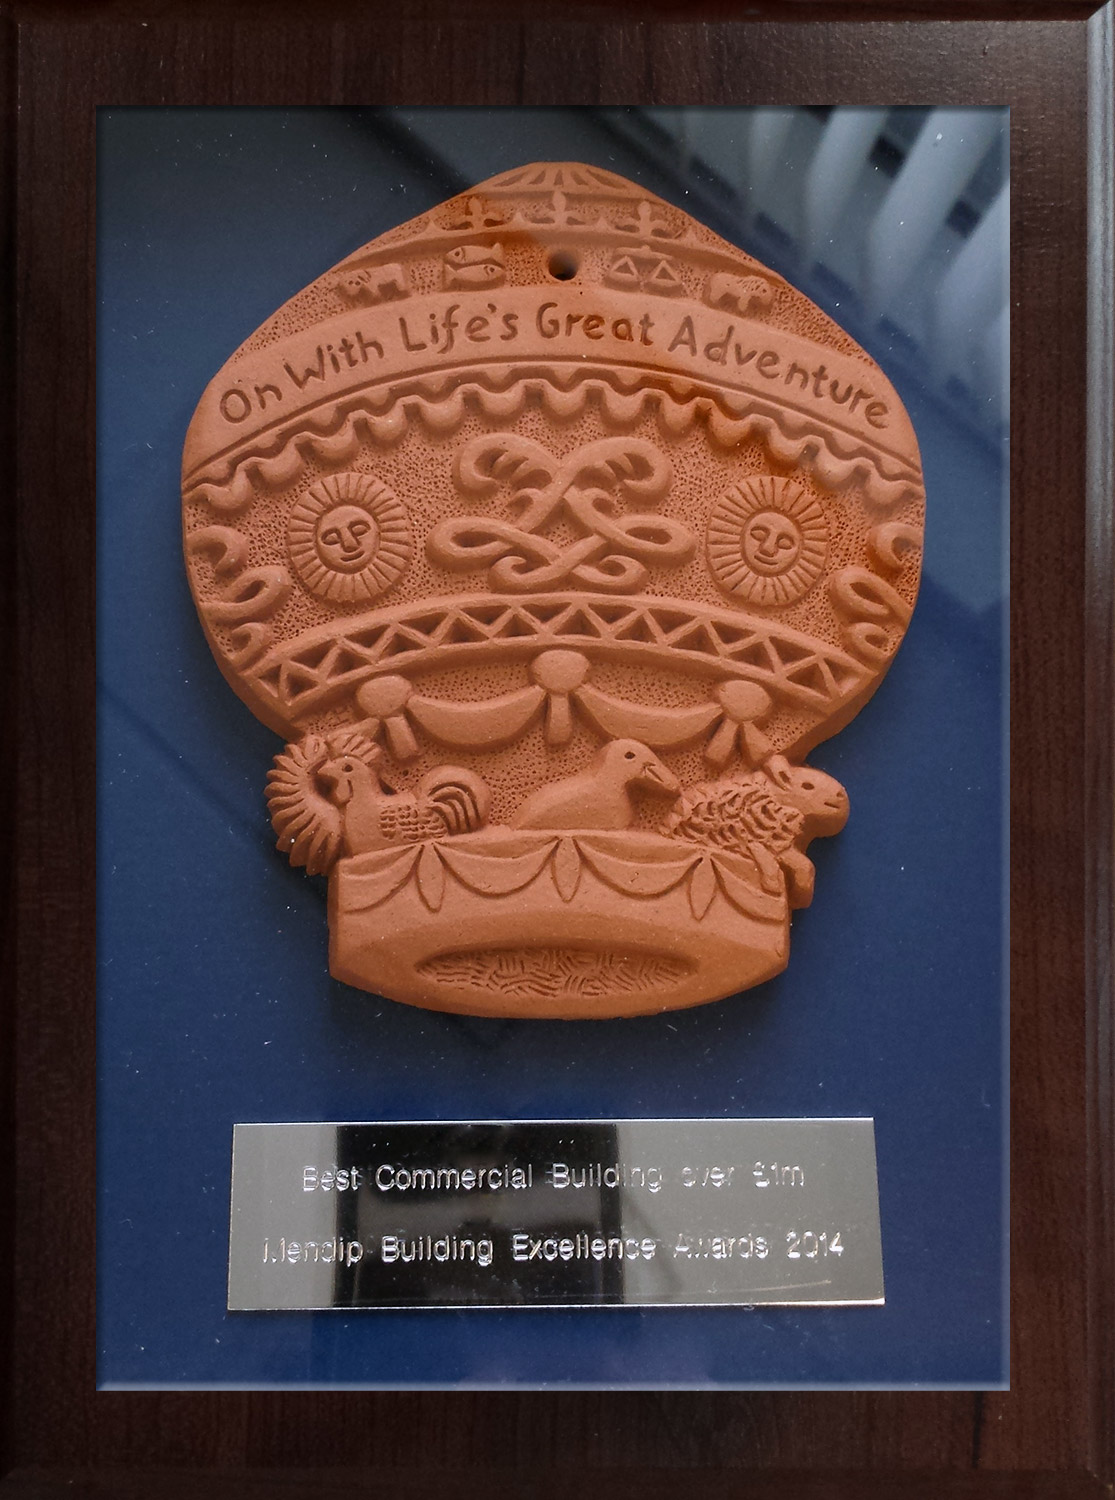 On With Life's Great Adventure
Best Commercial Building over £1m
Mendip Building Excellence Awards 2014